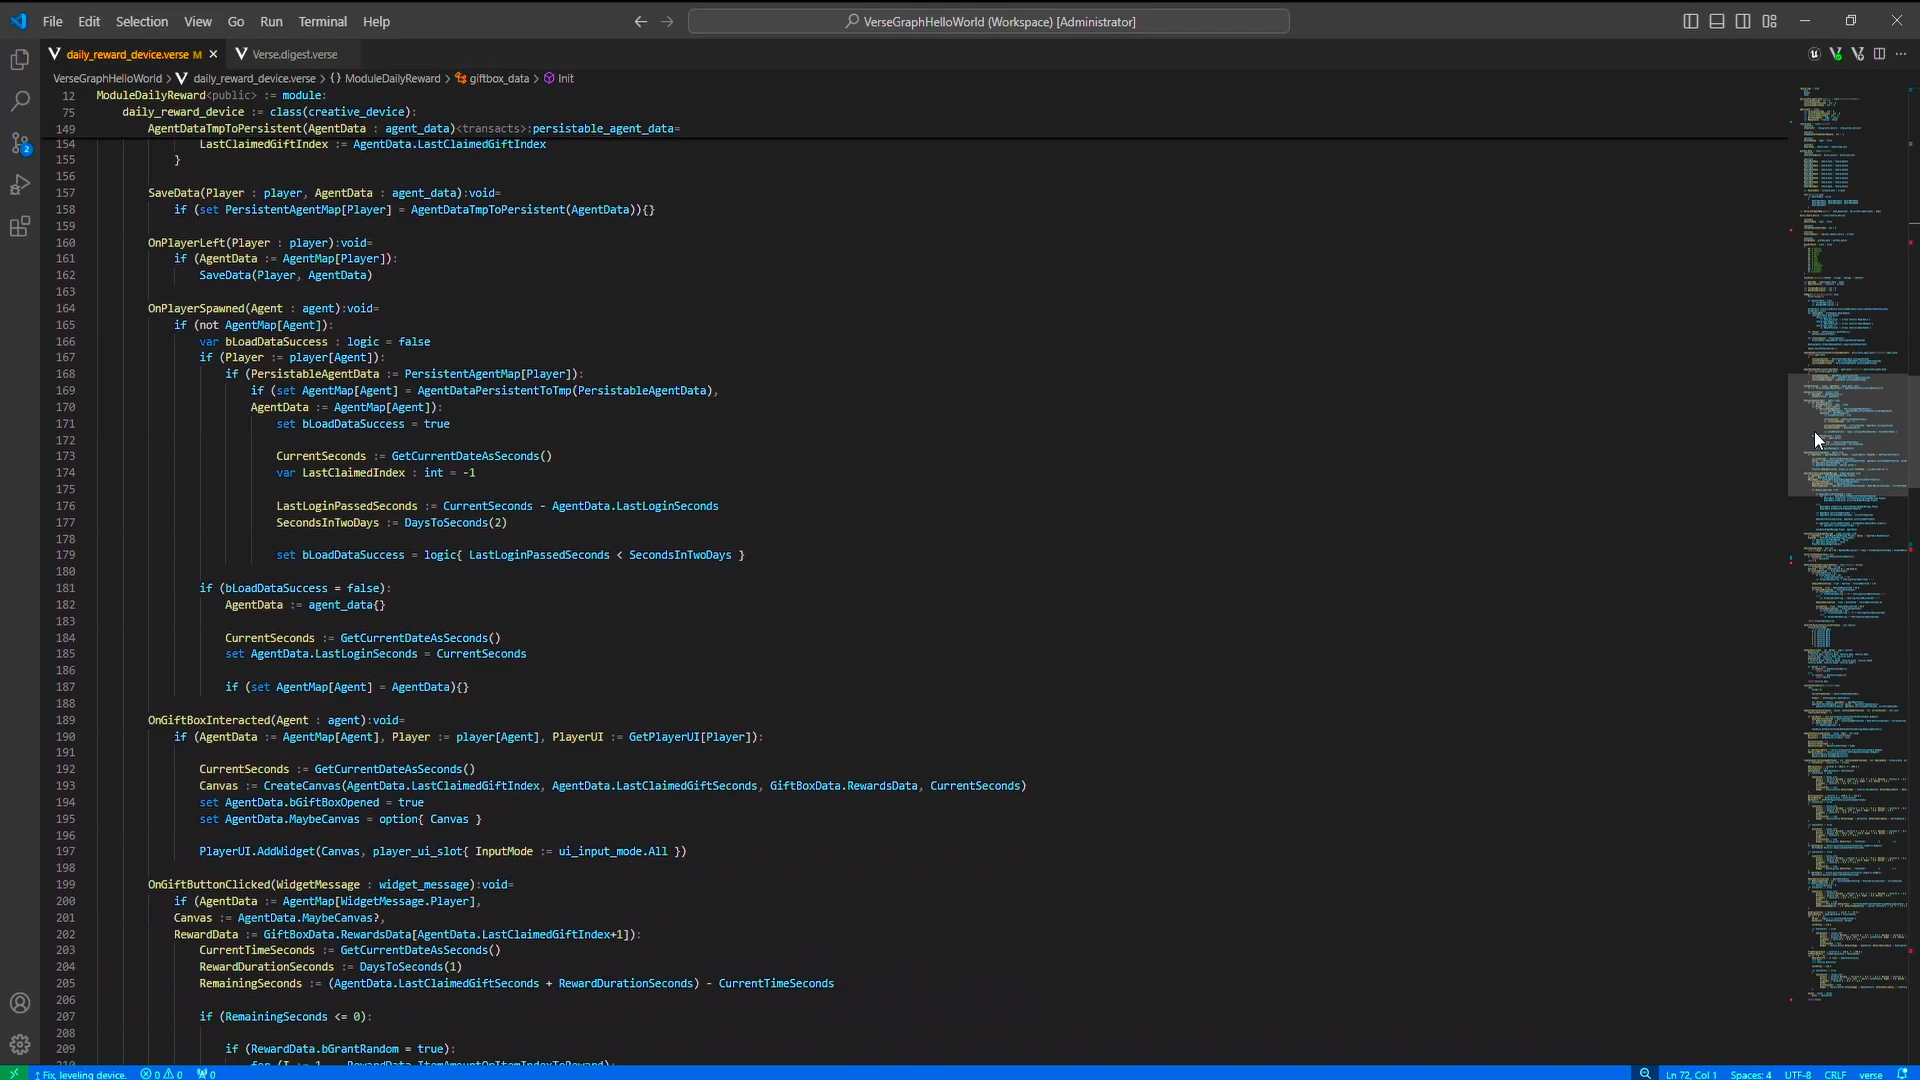 File Edit Selection View Go Run Terminal Help
VerseGraphHelloWorld (Workspace) [Administrator]
daily_reward_device.verse M
Verse.digest.verse
VerseGraphHelloWorld > daily_reward_device.verse > {} ModuleDailyReward > giftbox_data > Init
12 ModuleDailyReward<public> := module:
75 daily_reward_device := class(creative_device):
149 AgentDataTmpToPersistent(AgentData : agent_data)<transacts>:persistable_agent_data=
154 LastClaimedGiftIndex := AgentData.LastClaimedGiftIndex
155 }
156
157 SaveData(Player : player, AgentData : agent_data):void=
158 if (set PersistentAgentMap[Player] = AgentDataTmpToPersistent(AgentData)){}
159
160 OnPlayerLeft(Player : player):void=
161 if (AgentData := AgentMap[Player]):
162 SaveData(Player, AgentData)
163
164 OnPlayerSpawned(Agent : agent):void=
165 if (not AgentMap[Agent]):
166 var bLoadDataSuccess : logic = false
167 if (Player := player[Agent]):
168 if (PersistableAgentData := PersistentAgentMap[Player]):
169 if (set AgentMap[Agent] = AgentDataPersistentToTmp(PersistableAgentData),
170 AgentData := AgentMap[Agent]):
171 set bLoadDataSuccess = true
172
173 CurrentSeconds := GetCurrentDateAsSeconds()
174 var LastClaimedIndex : int = -1
175
176 LastLoginPassedSeconds := CurrentSeconds - AgentData.LastLoginSeconds
177 SecondsInTwoDays := DaysToSeconds(2)
178
179 set bLoadDataSuccess = logic{ LastLoginPassedSeconds < SecondsInTwoDays }
180
181 if (bLoadDataSuccess = false):
182 AgentData := agent_data{}
183
184 CurrentSeconds := GetCurrentDateAsSeconds()
185 set AgentData.LastLoginSeconds = CurrentSeconds
186
187 if (set AgentMap[Agent] = AgentData){}
188
189 OnGiftBoxInteracted(Agent : agent):void=
190 if (AgentData := AgentMap[Agent], Player := player[Agent], PlayerUI := GetPlayerUI[Player]):
191
192 CurrentSeconds := GetCurrentDateAsSeconds()
193 Canvas := CreateCanvas(AgentData.LastClaimedGiftIndex, AgentData.LastClaimedGiftSeconds, GiftBoxData.RewardsData, CurrentSeconds)
194 set AgentData.bGiftBoxOpened = true
195 set AgentData.MaybeCanvas = option{ Canvas }
196
197 PlayerUI.AddWidget(Canvas, player_ui_slot{ InputMode := ui_input_mode.All })
198
199 OnGiftButtonClicked(WidgetMessage : widget_message):void=
200 if (AgentData := AgentMap[WidgetMessage.Player],
201 Canvas := AgentData.MaybeCanvas?,
202 RewardData := GiftBoxData.RewardsData[AgentData.LastClaimedGiftIndex+1]):
203 CurrentTimeSeconds := GetCurrentDateAsSeconds()
204 RewardDurationSeconds := DaysToSeconds(1)
205 RemainingSeconds := (AgentData.LastClaimedGiftSeconds + RewardDurationSeconds) - CurrentTimeSeconds
206
207 if (RemainingSeconds <= 0):
208
209 if (RewardData.bGrantRandom = true):
Fix, leveling device. 0 0 0
Ln 72, Col 1 Spaces: 4 UTF-8 CRLF verse